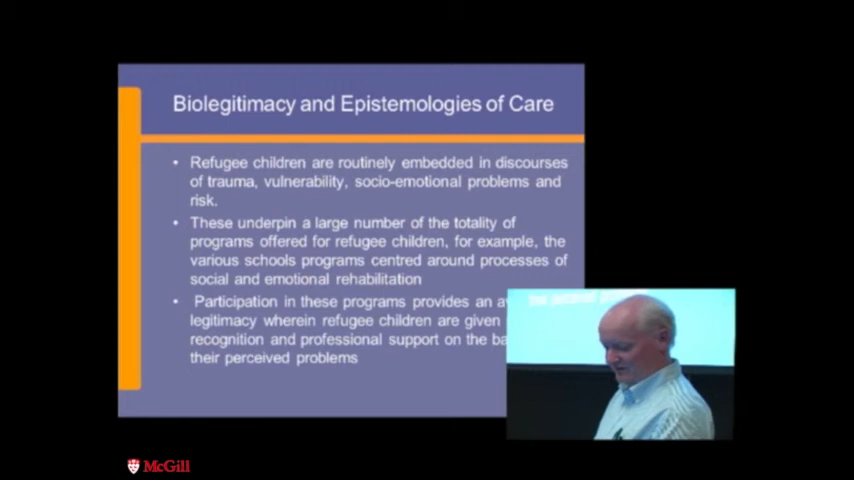 Biolegitimacy and Epistemologies of Care
• Refugee children are routinely embedded in discourses
of trauma, vulnerability, socio-emotional problems and
risk.
• These underpin a large number of the totality of
programs offered for refugee children, for example, the
various schools programs centred around processes of
social and emotional rehabilitation
• Participation in these programs provides an
legitimacy wherein refugee children are given
recognition and professional support on the
their perceived problems
McGill